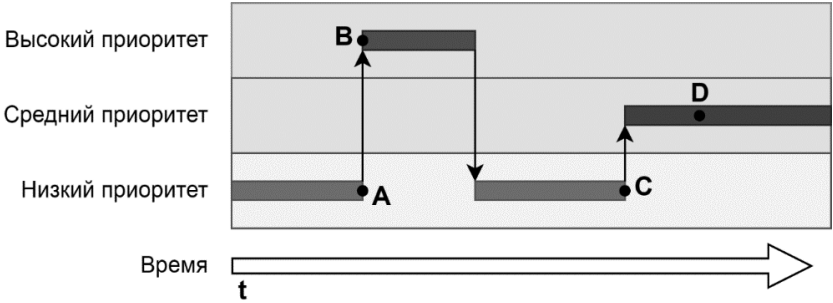 Высокий приоритет
B
Средний приоритет
D
Низкий приоритет
A
C
Время
t